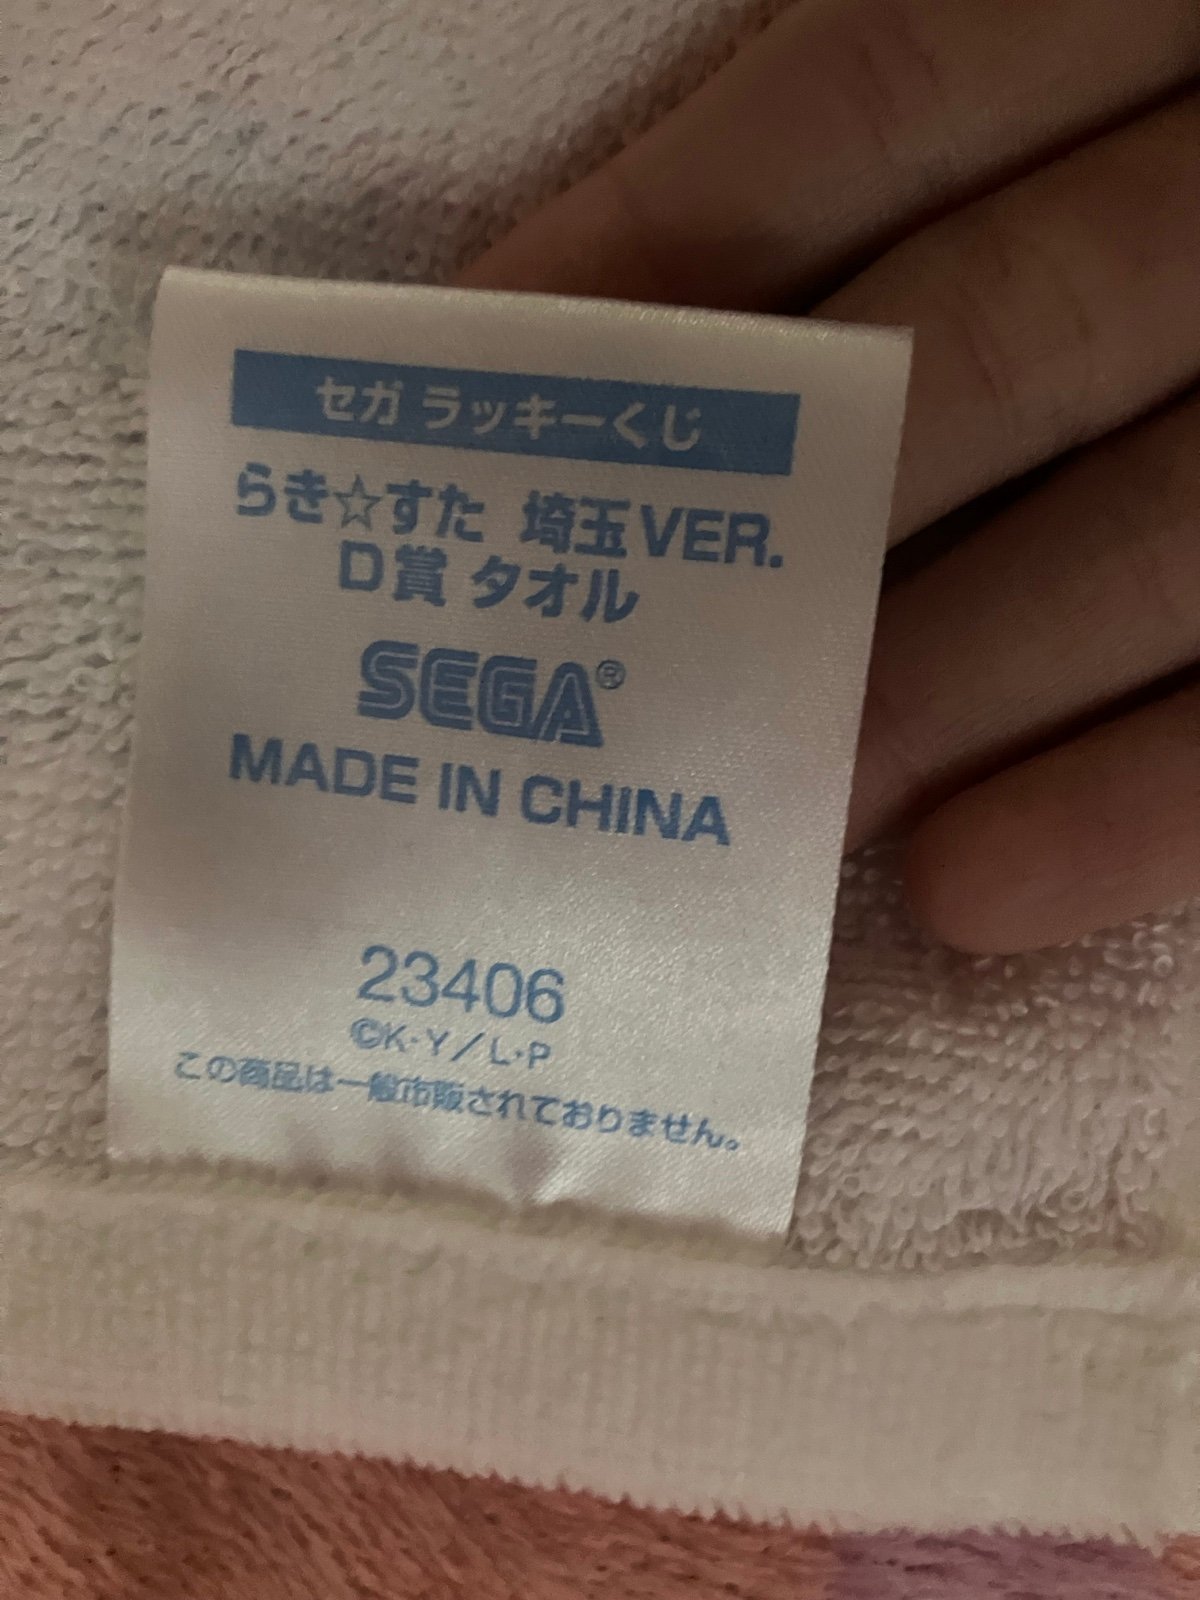 セガ ラッキーくじ
らき☆すた 埼玉VER.
D賞 タオル
SEGA®
MADE IN CHINA
23406
©K・Y/L・P
この商品は一般市販されておりません。